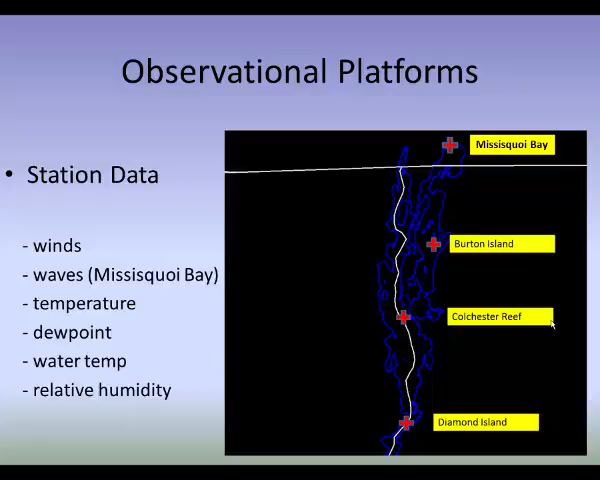 Observational Platforms
• Station Data
- winds
- waves (Missisquoi Bay)
- temperature
- dewpoint
- water temp
- relative humidity
Missisquoi Bay
Burton Island
Colchester Reef
Diamond Island